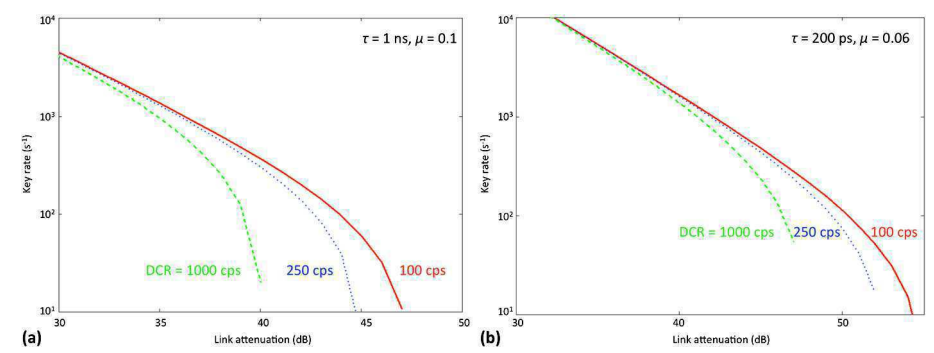 τ = 1 ns, μ = 0.1
Key rate (s⁻¹)
10⁴
10³
10²
10¹
DCR = 1000 cps
250 cps
100 cps
30 35 40 45 50
Link attenuation (dB)
(a)
τ = 200 ps, μ = 0.06
Key rate (s⁻¹)
10⁴
10³
10²
10¹
DCR = 1000 cps
250 cps
100 cps
30 40 50
Link attenuation (dB)
(b)